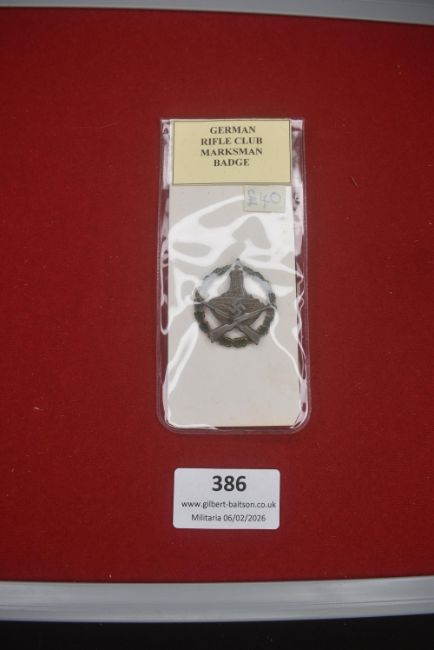 GERMAN
RIFLE CLUB
MARKSMAN
BADGE
£40
386
www.gilbert-baitson.co.uk
Militaria 06/02/2026